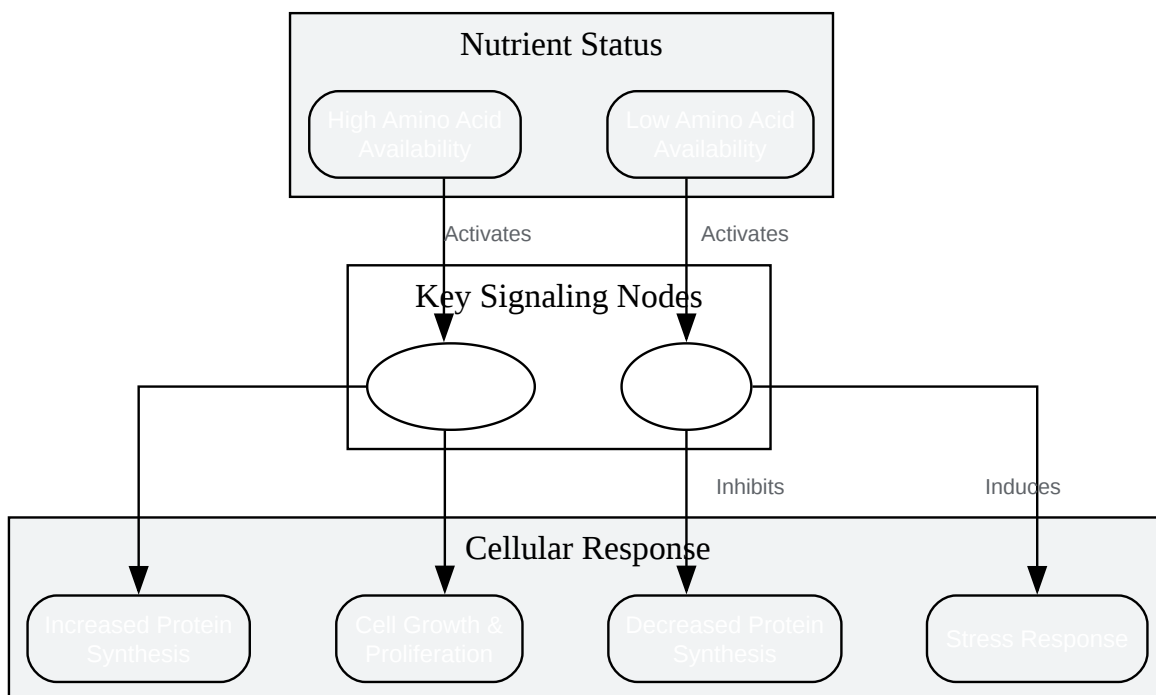 Nutrient Status
High Amino Acid
Availability
Low Amino Acid
Availability
Activates
Activates
Key Signaling Nodes
Inhibits
Induces
Cellular Response
Increased Protein
Synthesis
Cell Growth &
Proliferation
Decreased Protein
Synthesis
Stress Response